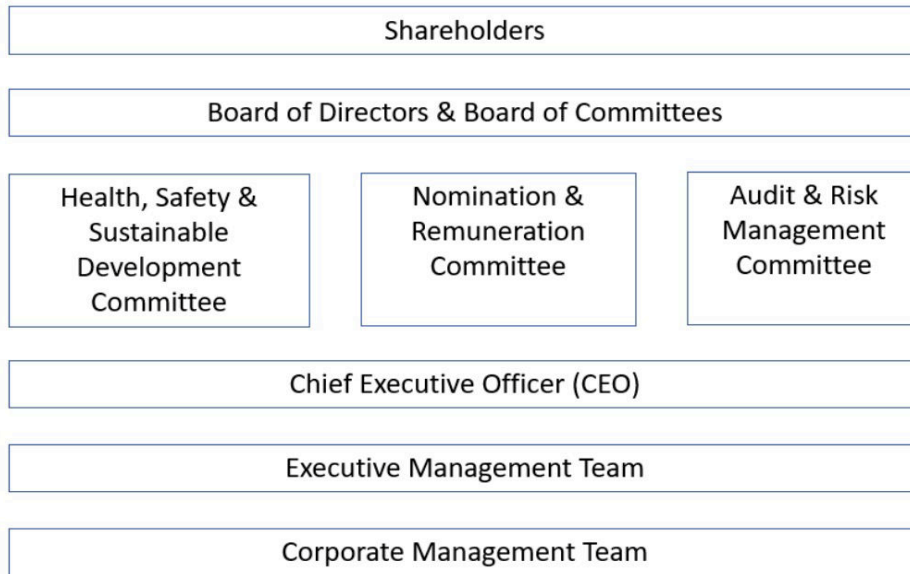 Shareholders
Board of Directors & Board of Committees
Health, Safety &
Sustainable
Development
Committee
Nomination &
Remuneration
Committee
Audit & Risk
Management
Committee
Chief Executive Officer (CEO)
Executive Management Team
Corporate Management Team